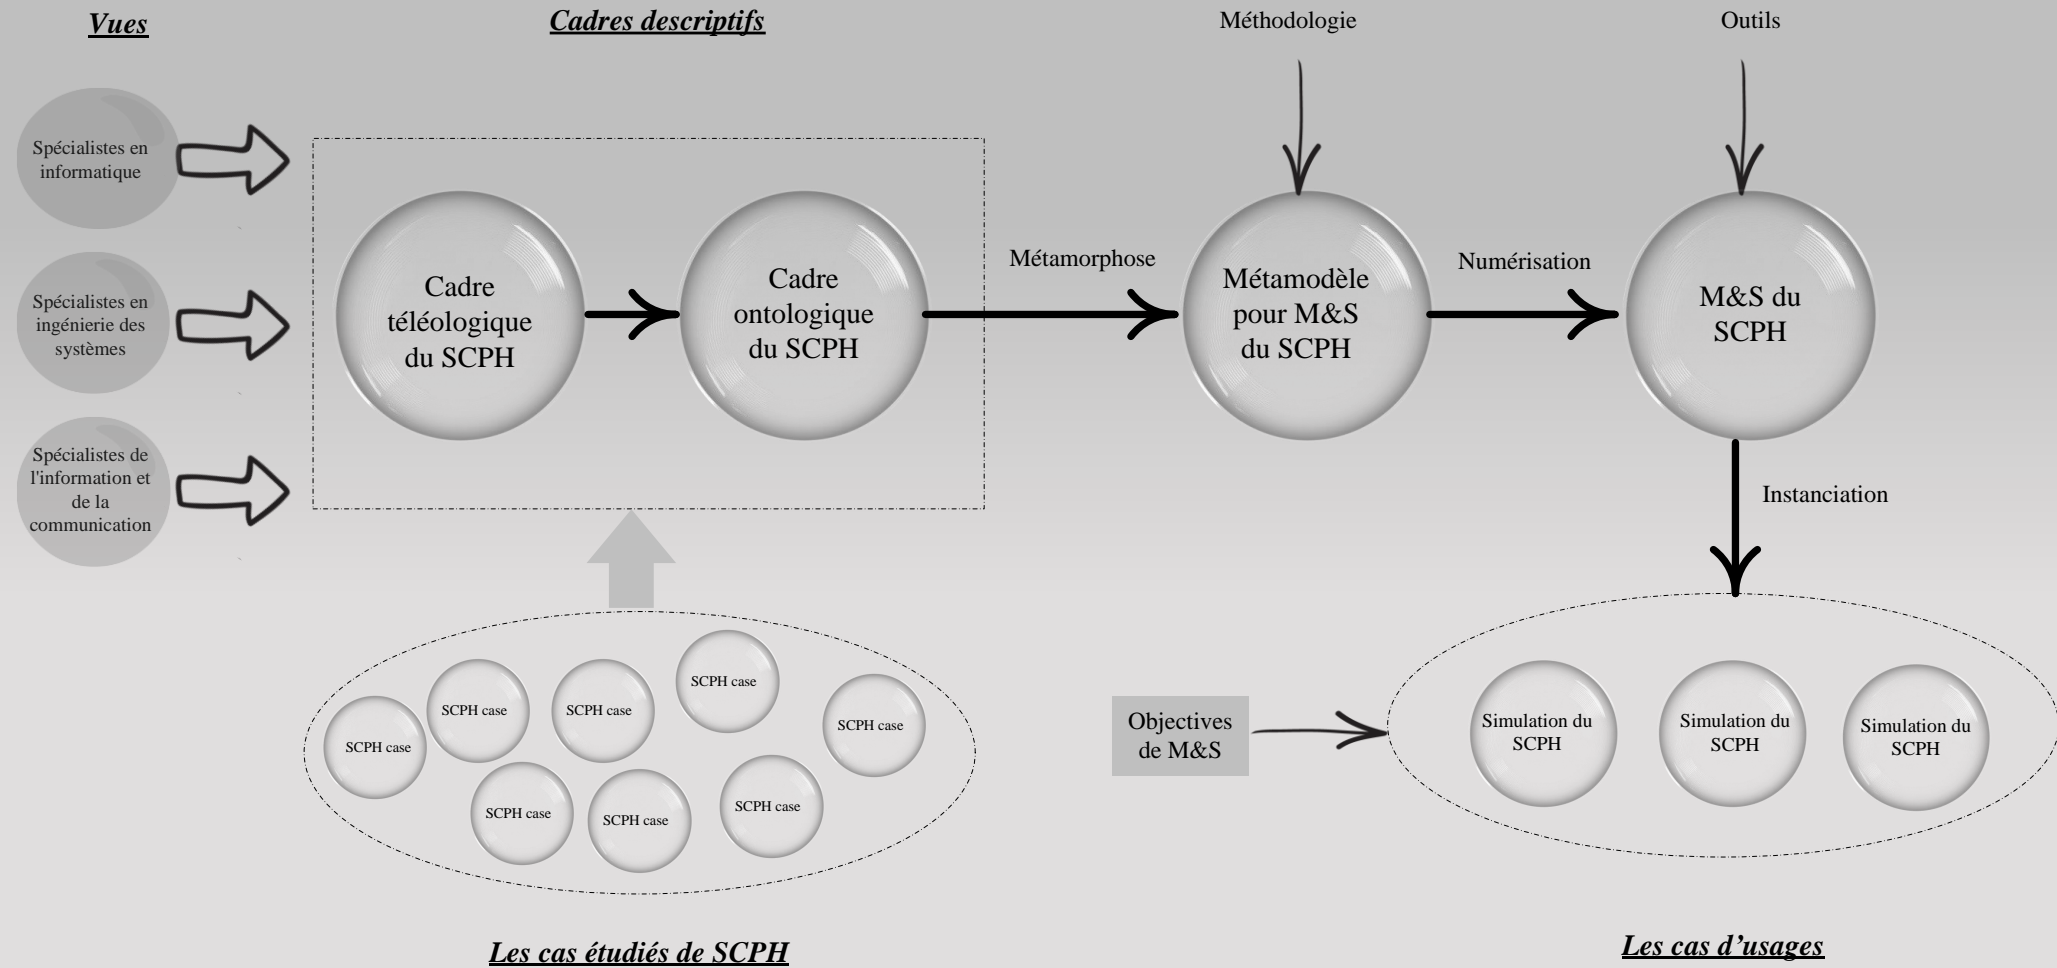 Vues
Cadres descriptifs
Méthodologie
Outils
Spécialistes en
informatique
Spécialistes en
ingénierie des
systèmes
Spécialistes de
l'information et
de la
communication
Cadre
téléologique
du SCPH
Cadre
ontologique
du SCPH
Métamorphose
Métamodèle
pour M&S
du SCPH
Numérisation
M&S du
SCPH
Instanciation
SCPH case
SCPH case
SCPH case
SCPH case
SCPH case
SCPH case
SCPH case
SCPH case
Objectives
de M&S
Simulation du
SCPH
Simulation du
SCPH
Simulation du
SCPH
Les cas étudiés de SCPH
Les cas d’usages